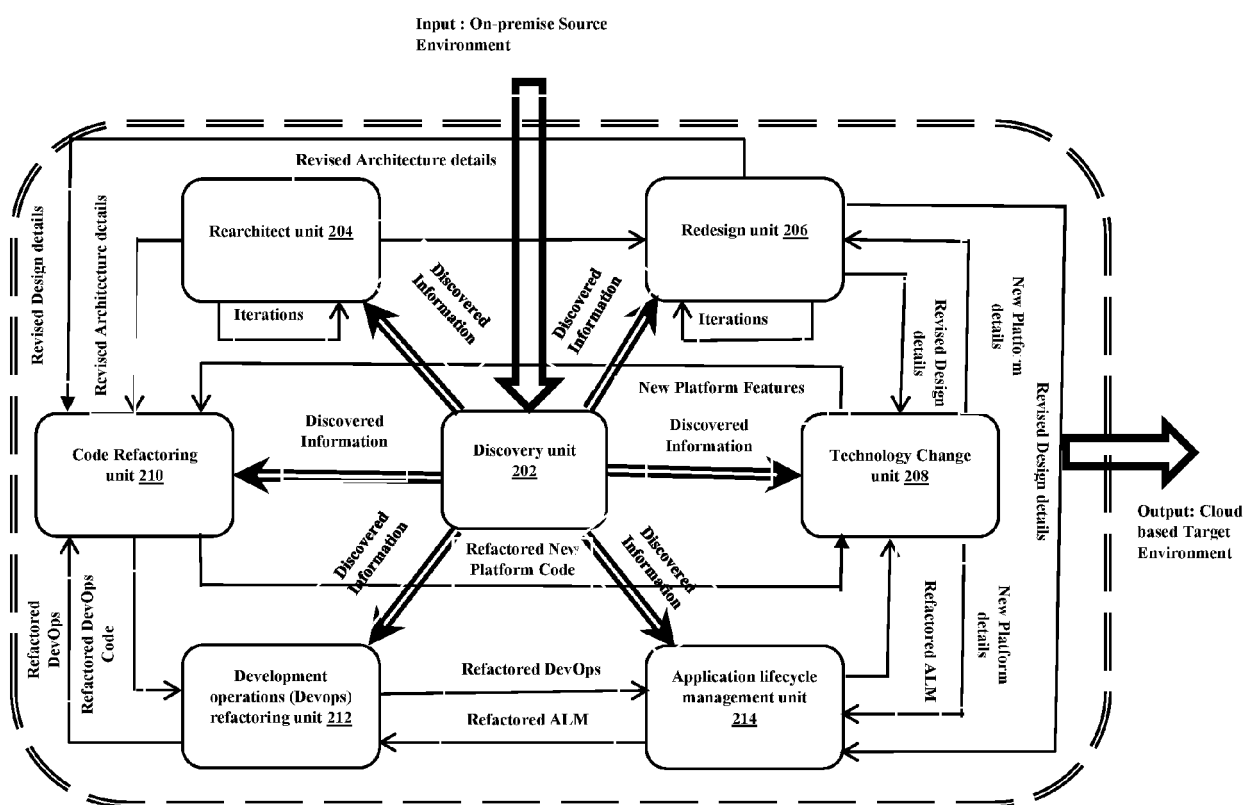 Input : On-premise Source
Environment
Revised Architecture details
Rearchitect unit 204
Redesign unit 206
Iterations
Iterations
Discovered
Information
Discovered
Information
Revised Design details
Revised Architecture details
Revised Design
details
New Platform
details
Revised Design details
New Platform Features
Discovered
Information
Discovered
Information
Code Refactoring
unit 210
Discovery unit
202
Technology Change
unit 208
Output: Cloud
based Target
Environment
Discovered
Information
Refactored New
Platform Code
Discovered
Information
Refactored
DevOps
Refactored DevOps
Code
Refactored ALM
New Platform
details
Development
operations (Devops)
refactoring unit 212
Refactored DevOps
Refactored ALM
Application lifecycle
management unit
214